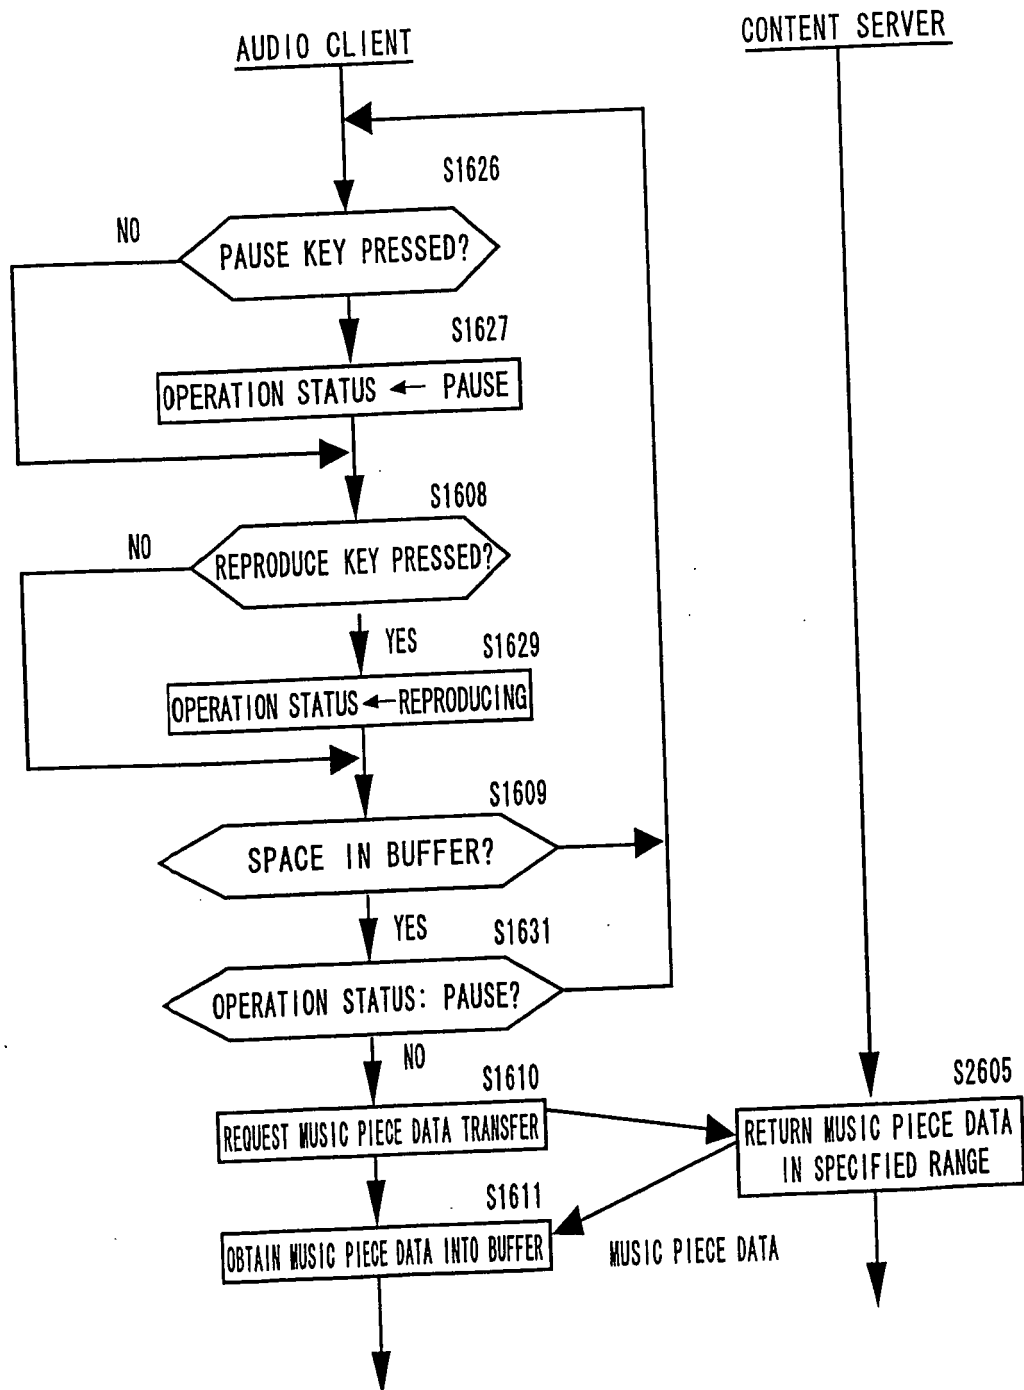 AUDIO CLIENT
CONTENT SERVER
S1626
NO
PAUSE KEY PRESSED?
S1627
OPERATION STATUS ← PAUSE
S1608
NO
REPRODUCE KEY PRESSED?
YES
S1629
OPERATION STATUS ← REPRODUCING
S1609
SPACE IN BUFFER?
YES
S1631
OPERATION STATUS: PAUSE?
NO
S1610
REQUEST MUSIC PIECE DATA TRANSFER
S2605
RETURN MUSIC PIECE DATA
IN SPECIFIED RANGE
S1611
OBTAIN MUSIC PIECE DATA INTO BUFFER
MUSIC PIECE DATA